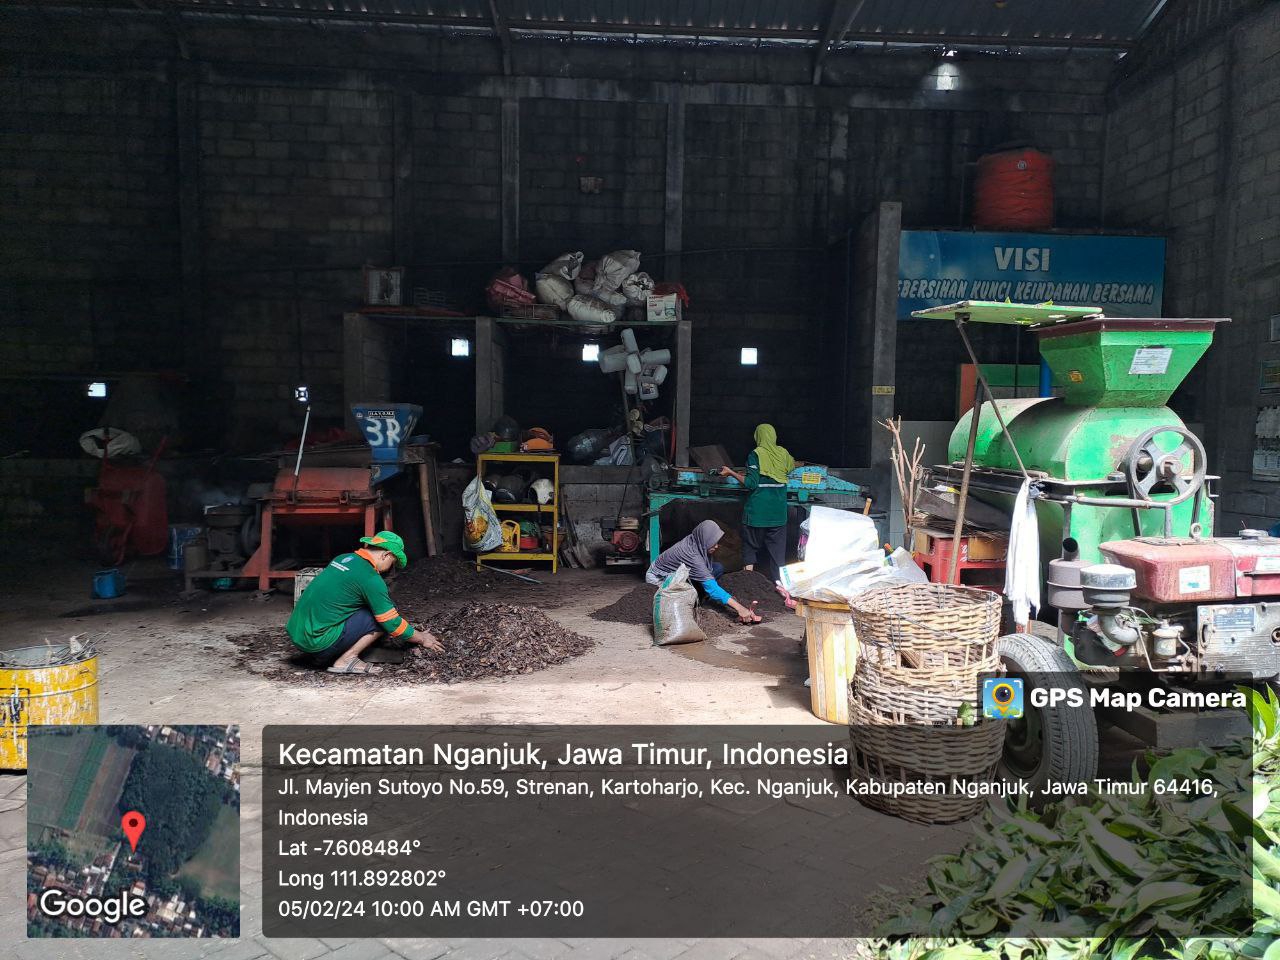 VISI
EBERSIHAN KUNCI KEINDAHAN BERSAMA
3R
GPS Map Camera
Kecamatan Nganjuk, Jawa Timur, Indonesia
Jl. Mayjen Sutoyo No.59, Strenan, Kartoharjo, Kec. Nganjuk, Kabupaten Nganjuk, Jawa Timur 64416,
Indonesia
Lat -7.608484°
Long 111.892802°
05/02/24 10:00 AM GMT +07:00
Google